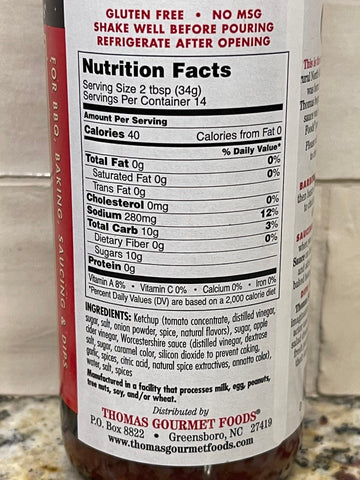 GLUTEN FREE • NO MSG
SHAKE WELL BEFORE POURING
REFRIGERATE AFTER OPENING
Nutrition Facts
Serving Size 2 tbsp (34g)
Servings Per Container 14
Amount Per Serving
Calories 40 Calories from Fat 0
% Daily Value*
Total Fat 0g 0%
Saturated Fat 0g 0%
Trans Fat 0g
Cholesterol 0mg 0%
Sodium 280mg 12%
Total Carb 10g 3%
Dietary Fiber 0g 0%
Sugars 10g
Protein 0g
Vitamin A 8% • Vitamin C 0% • Calcium 0% • Iron 0%
*Percent Daily Values (DV) are based on a 2,000 calorie diet
INGREDIENTS: Ketchup (tomato concentrate, distilled vinegar,
sugar, salt, onion powder, spice, natural flavors), sugar, apple
cider vinegar, Worcestershire sauce (distilled vinegar, dextrose
salt, sugar, caramel color, silicon dioxide to prevent caking,
garlic, spices, citric acid, natural spice extractives, annatto color),
water, salt, spices
Manufactured in a facility that processes milk, egg, peanuts,
tree nuts, soy, and/or wheat.
Distributed by
THOMAS GOURMET FOODS®
P.O. Box 8822 • Greensboro, NC 27419
www.thomasgourmetfoods.com
FOR BBQ, BAKING, SAUCING & DIPS